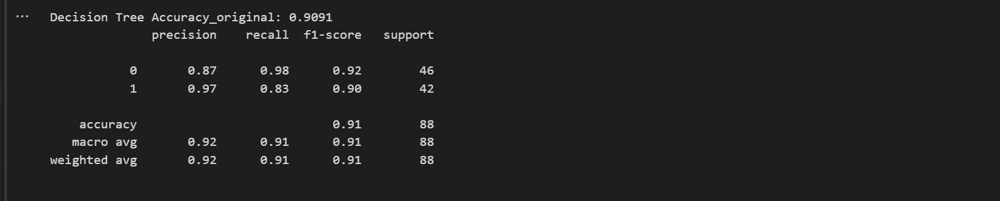 ... Decision Tree Accuracy_original: 0.9091
precision recall f1-score support
0 0.87 0.98 0.92 46
1 0.97 0.83 0.90 42
accuracy 0.91 88
macro avg 0.92 0.91 0.91 88
weighted avg 0.92 0.91 0.91 88